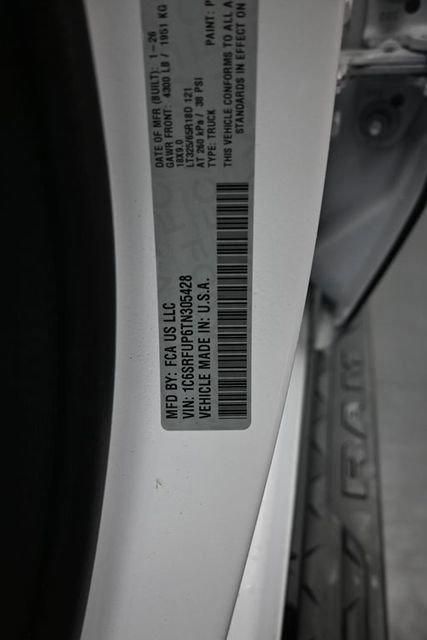 MFD BY: FCA US LLC
VIN: 1C6SRFUP6TN305428
VEHICLE MADE IN: U.S.A.
DATE OF MFR (BUILT): 1-26
GAWR FRONT: 4300 LB / 1951 KG
18X9.0
LT325/65R18D 121
AT 260 kPa / 38 PSI
TYPE: TRUCK
PAINT: P
THIS VEHICLE CONFORMS TO ALL A
STANDARDS IN EFFECT ON
RAM